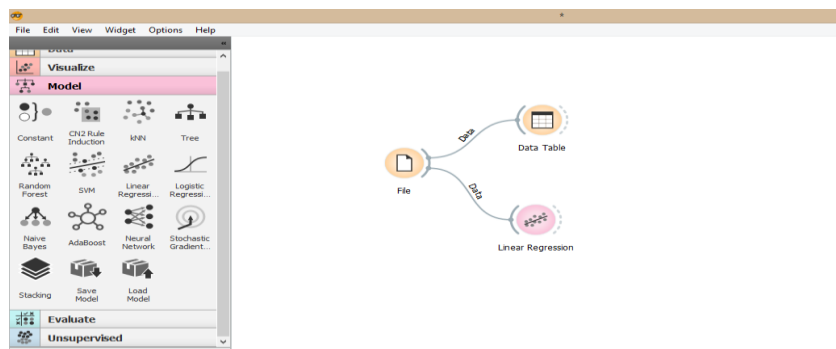 *
File Edit View Widget Options Help
Data
Visualize
Model
Constant
CN2 Rule
Induction
kNN
Tree
Random
Forest
SVM
Linear
Regressi...
Logistic
Regressi...
Naive
Bayes
AdaBoost
Neural
Network
Stochastic
Gradient...
Stacking
Save
Model
Load
Model
Evaluate
Unsupervised
File
Data
Data Table
Data
Linear Regression